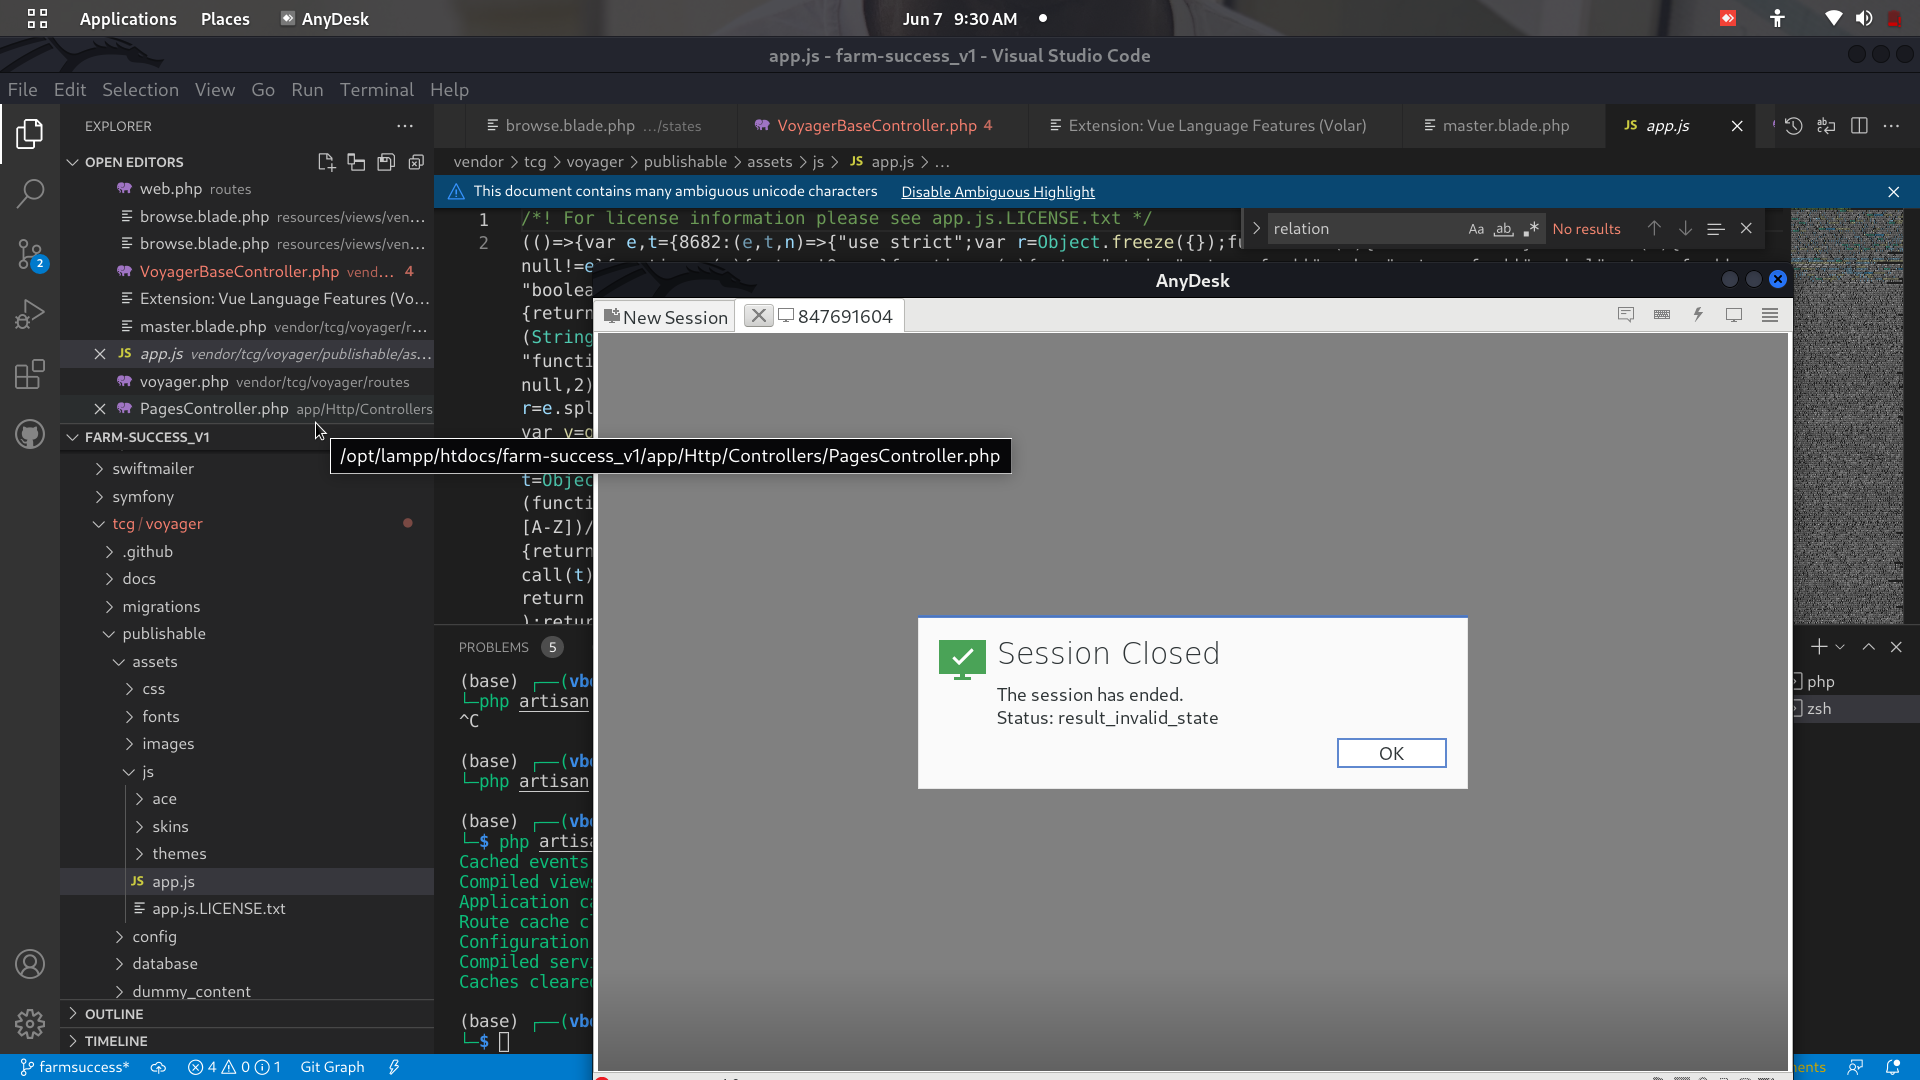 Applications Places AnyDesk Jun 7 9:30 AM
app.js - farm-success_v1 - Visual Studio Code
File Edit Selection View Go Run Terminal Help
EXPLORER
OPEN EDITORS
web.php routes
browse.blade.php resources/views/ven...
browse.blade.php resources/views/ven...
VoyagerBaseController.php vend... 4
Extension: Vue Language Features (Vo...
master.blade.php vendor/tcg/voyager/r...
JS app.js vendor/tcg/voyager/publishable/as...
voyager.php vendor/tcg/voyager/routes
PagesController.php app/Http/Controllers
FARM-SUCCESS_V1
swiftmailer
symfony
tcg / voyager
.github
docs
migrations
publishable
assets
css
fonts
images
js
ace
skins
themes
JS app.js
app.js.LICENSE.txt
config
database
dummy_content
OUTLINE
TIMELINE
2
browse.blade.php .../states VoyagerBaseController.php 4 Extension: Vue Language Features (Volar) master.blade.php JS app.js
vendor > tcg > voyager > publishable > assets > js > JS app.js > ...
This document contains many ambiguous unicode characters Disable Ambiguous Highlight
1 /*! For license information please see app.js.LICENSE.txt */
2 (()=>{var e,t={8682:(e,t,n)=>{"use strict";var r=Object.freeze({});fu
relation Aa ab .* No results
"boolea
{return
(String
"functi
null,2)
r=e.spl
/opt/lampp/htdocs/farm-success_v1/app/Http/Controllers/PagesController.php
t=Objec
(functi
[A-Z])/
{return
call(t)
return
AnyDesk
New Session 847691604
Session Closed
The session has ended.
Status: result_invalid_state
OK
PROBLEMS 5
(base) ┌──(vb
└─php artisan
^C
(base) ┌──(vb
└─php artisan
(base) ┌──(vb
└─$ php artis
Cached events
Compiled view
Application c
Route cache c
Configuration
Compiled serv
Caches cleare
(base) ┌──(vb
└─$
php
zsh
farmsuccess* 4 0 1 Git Graph